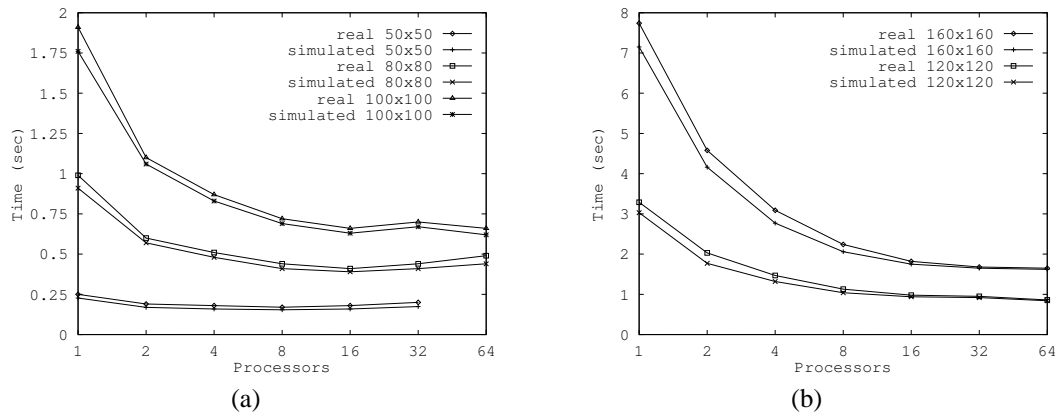 2
1.75
1.5
1.25
1
0.75
0.5
0.25
0
Time (sec)
real 50x50
simulated 50x50
real 80x80
simulated 80x80
real 100x100
simulated 100x100
1 2 4 8 16 32 64
Processors
(a)
8
7
6
5
4
3
2
1
0
Time (sec)
real 160x160
simulated 160x160
real 120x120
simulated 120x120
1 2 4 8 16 32 64
Processors
(b)